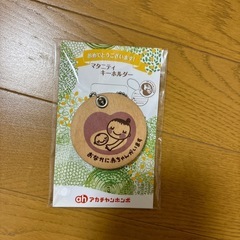 おめでとうございます!
マタニティ
キーホルダー
おなかに赤ちゃんがいます
ah アカチャンホンポ